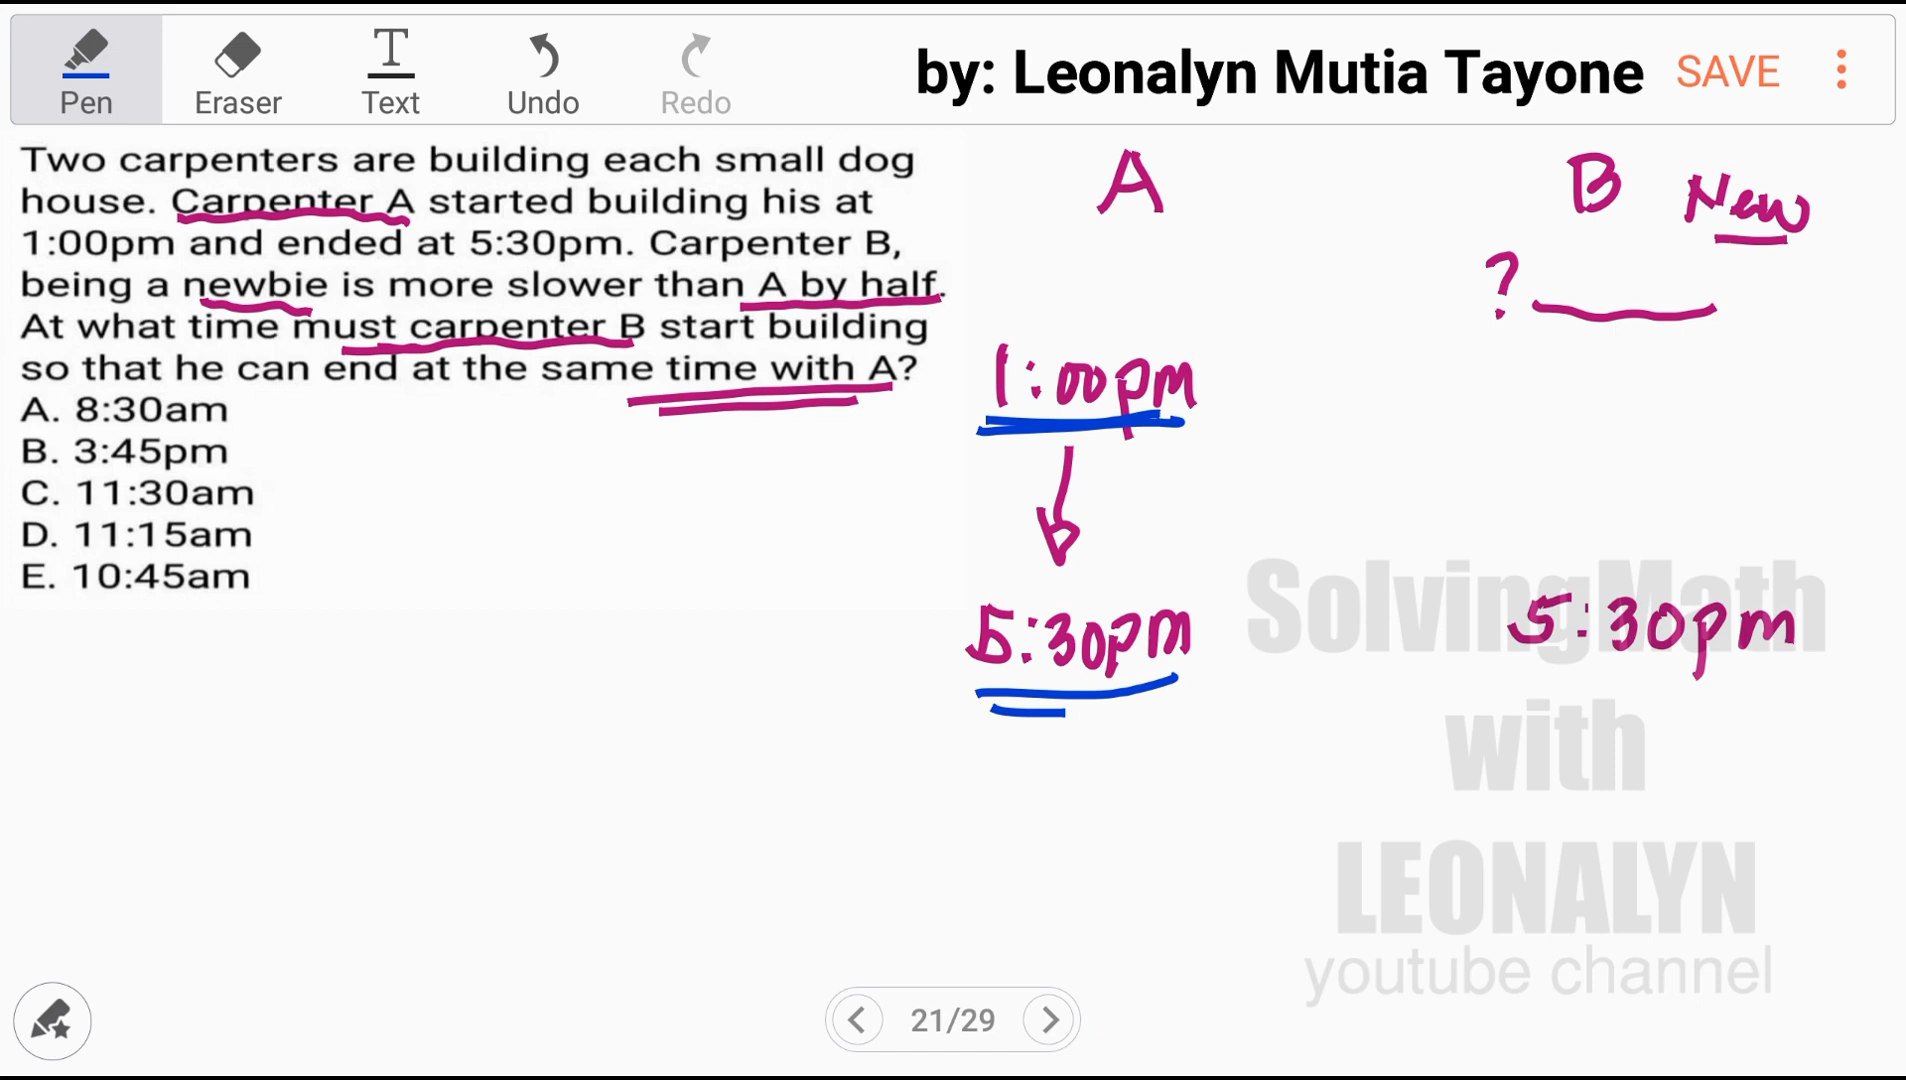 Pen
Eraser
Text
Undo
Redo
by: Leonalyn Mutia Tayone
SAVE
Two carpenters are building each small dog
house. Carpenter A started building his at
1:00pm and ended at 5:30pm. Carpenter B,
being a newbie is more slower than A by half.
At what time must carpenter B start building
so that he can end at the same time with A?
A. 8:30am
B. 3:45pm
C. 11:30am
D. 11:15am
E. 10:45am
A
B New
?
1:00pm
5:30pm
5:30pm
SolvingMath
with
LEONALYN
youtube channel
21/29